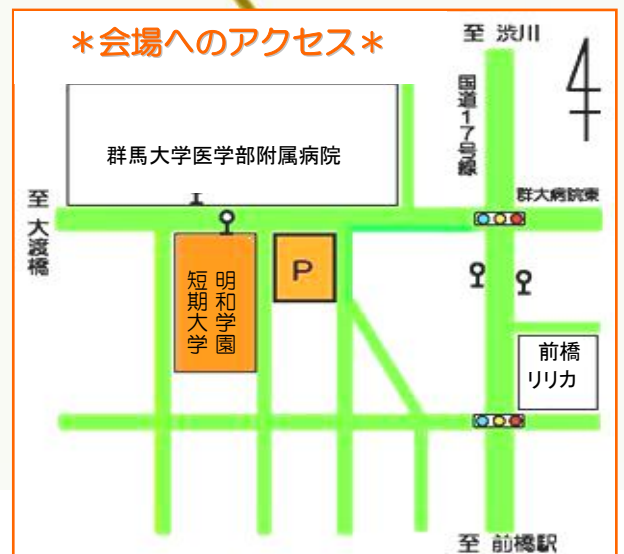 ＊会場へのアクセス＊
至 渋川
国道17号線
群馬大学医学部附属病院
群大病院東
至 大渡橋
P
明和学園
短期大学
前橋
リリカ
至 前橋駅